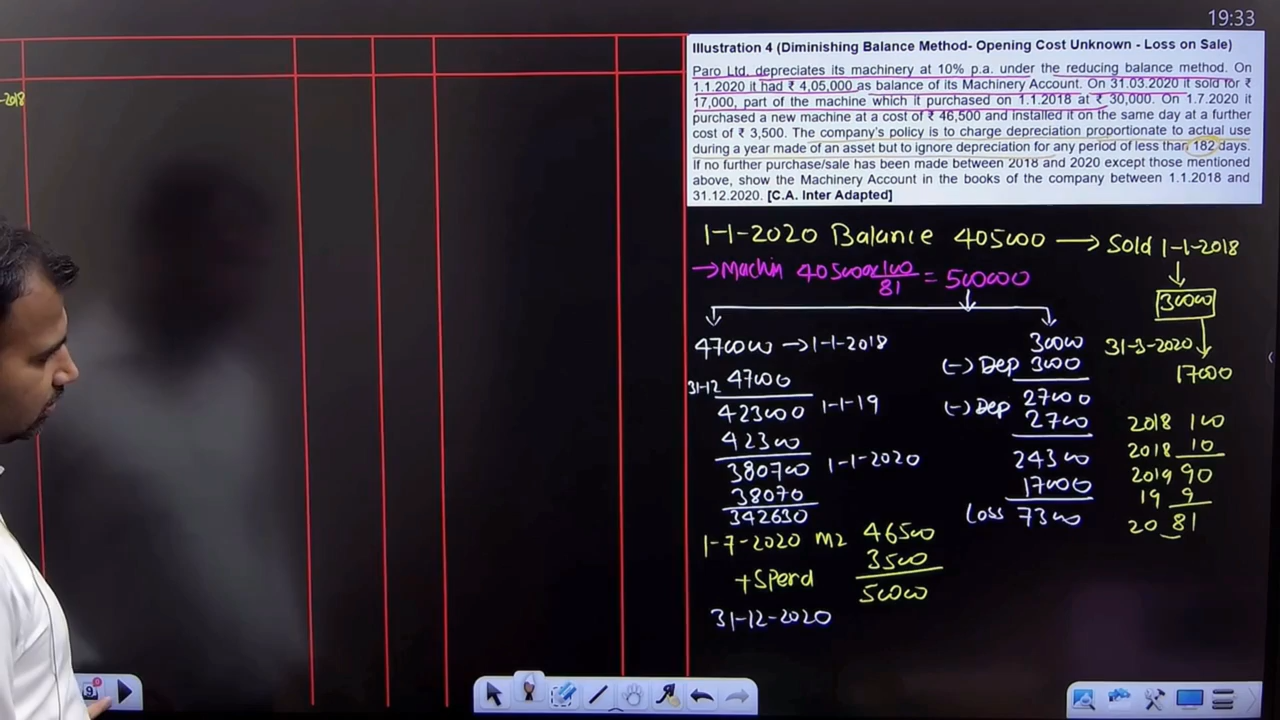 19:33
Illustration 4 (Diminishing Balance Method- Opening Cost Unknown - Loss on Sale)
Paro Ltd. depreciates its machinery at 10% p.a. under the reducing balance method. On
1.1.2020 it had ₹ 4,05,000 as balance of its Machinery Account. On 31.03.2020 it sold for ₹
17,000, part of the machine which it purchased on 1.1.2018 at ₹ 30,000. On 1.7.2020 it
purchased a new machine at a cost of ₹ 46,500 and installed it on the same day at a further
cost of ₹ 3,500. The company's policy is to charge depreciation proportionate to actual use
during a year made of an asset but to ignore depreciation for any period of less than 182 days.
If no further purchase/sale has been made between 2018 and 2020 except those mentioned
above, show the Machinery Account in the books of the company between 1.1.2018 and
31.12.2020. [C.A. Inter Adapted]
-2018
1-1-2020 Balance 405000 → Sold 1-1-2018
→ Machin 405000x100/81 = 500000
30000
470000 → 1-1-2018
31-12 47000
423000 1-1-19
42300
380700 1-1-2020
38070
342630
1-7-2020 m2 46500
+Spend 3500
50000
31-12-2020
30000
(-) Dep 3000
27000
(-) Dep 2700
24300
17000
Loss 7300
31-3-2020
17000
2018 100
2018 10
2019 90
19 9
20 81
9